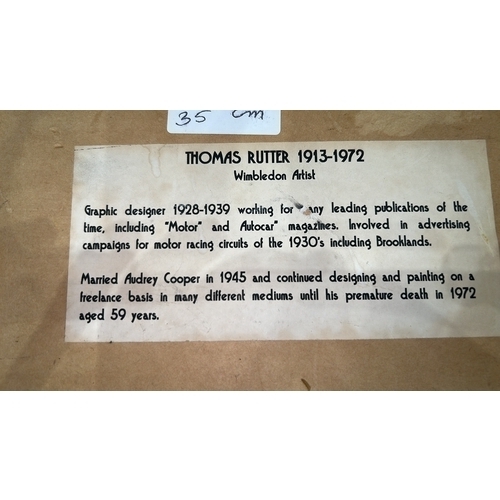 35 cm
THOMAS RUTTER 1913-1972
Wimbledon Artist
Graphic designer 1928-1939 working for any leading publications of the
time, including "Motor" and Autocar" magazines. Involved in advertising
campaigns for motor racing circuits of the 1930's including Brooklands.
Married Audrey Cooper in 1945 and continued designing and painting on a
freelance basis in many different mediums until his premature death in 1972
aged 59 years.